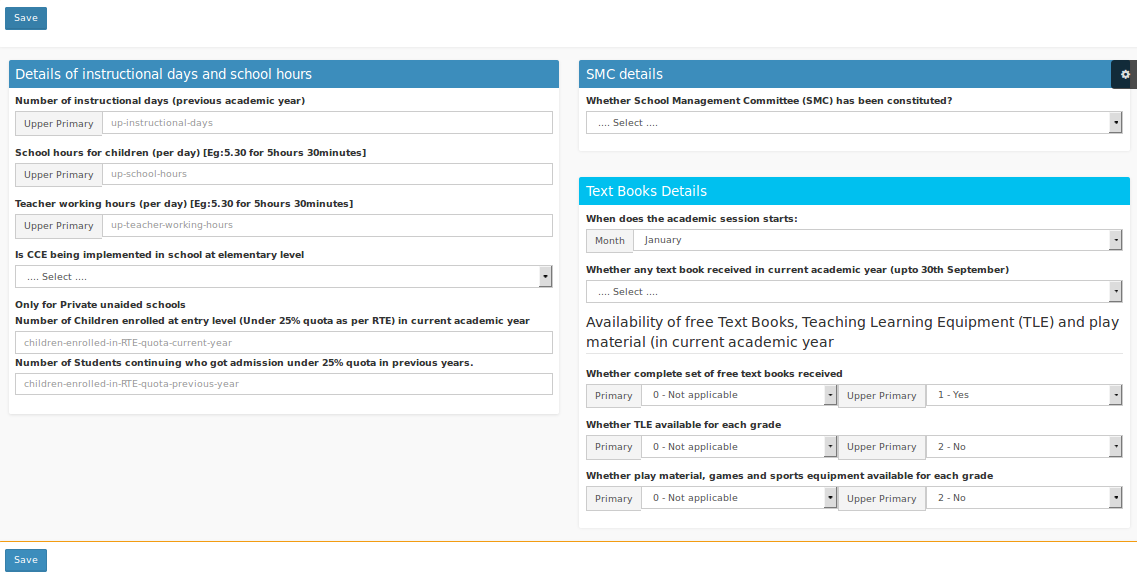 Save
Details of instructional days and school hours
Number of instructional days (previous academic year)
Upper Primary up-instructional-days
School hours for children (per day) [Eg:5.30 for 5hours 30minutes]
Upper Primary up-school-hours
Teacher working hours (per day) [Eg:5.30 for 5hours 30minutes]
Upper Primary up-teacher-working-hours
Is CCE being implemented in school at elementary level
.... Select ....
Only for Private unaided schools
Number of Children enrolled at entry level (Under 25% quota as per RTE) in current academic year
children-enrolled-in-RTE-quota-current-year
Number of Students continuing who got admission under 25% quota in previous years.
children-enrolled-in-RTE-quota-previous-year
SMC details
Whether School Management Committee (SMC) has been constituted?
.... Select ....
Text Books Details
When does the academic session starts:
Month January
Whether any text book received in current academic year (upto 30th September)
.... Select ....
Availability of free Text Books, Teaching Learning Equipment (TLE) and play
material (in current academic year
Whether complete set of free text books received
Primary 0 - Not applicable Upper Primary 1 - Yes
Whether TLE available for each grade
Primary 0 - Not applicable Upper Primary 2 - No
Whether play material, games and sports equipment available for each grade
Primary 0 - Not applicable Upper Primary 2 - No
Save